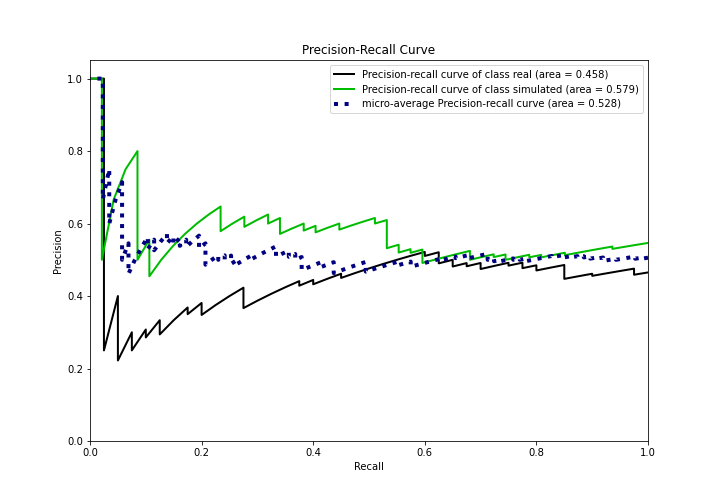 Precision-Recall Curve
Precision-recall curve of class real (area = 0.458)
Precision-recall curve of class simulated (area = 0.579)
micro-average Precision-recall curve (area = 0.528)
Precision
1.0
0.8
0.6
0.4
0.2
0.0
0.0 0.2 0.4 0.6 0.8 1.0
Recall